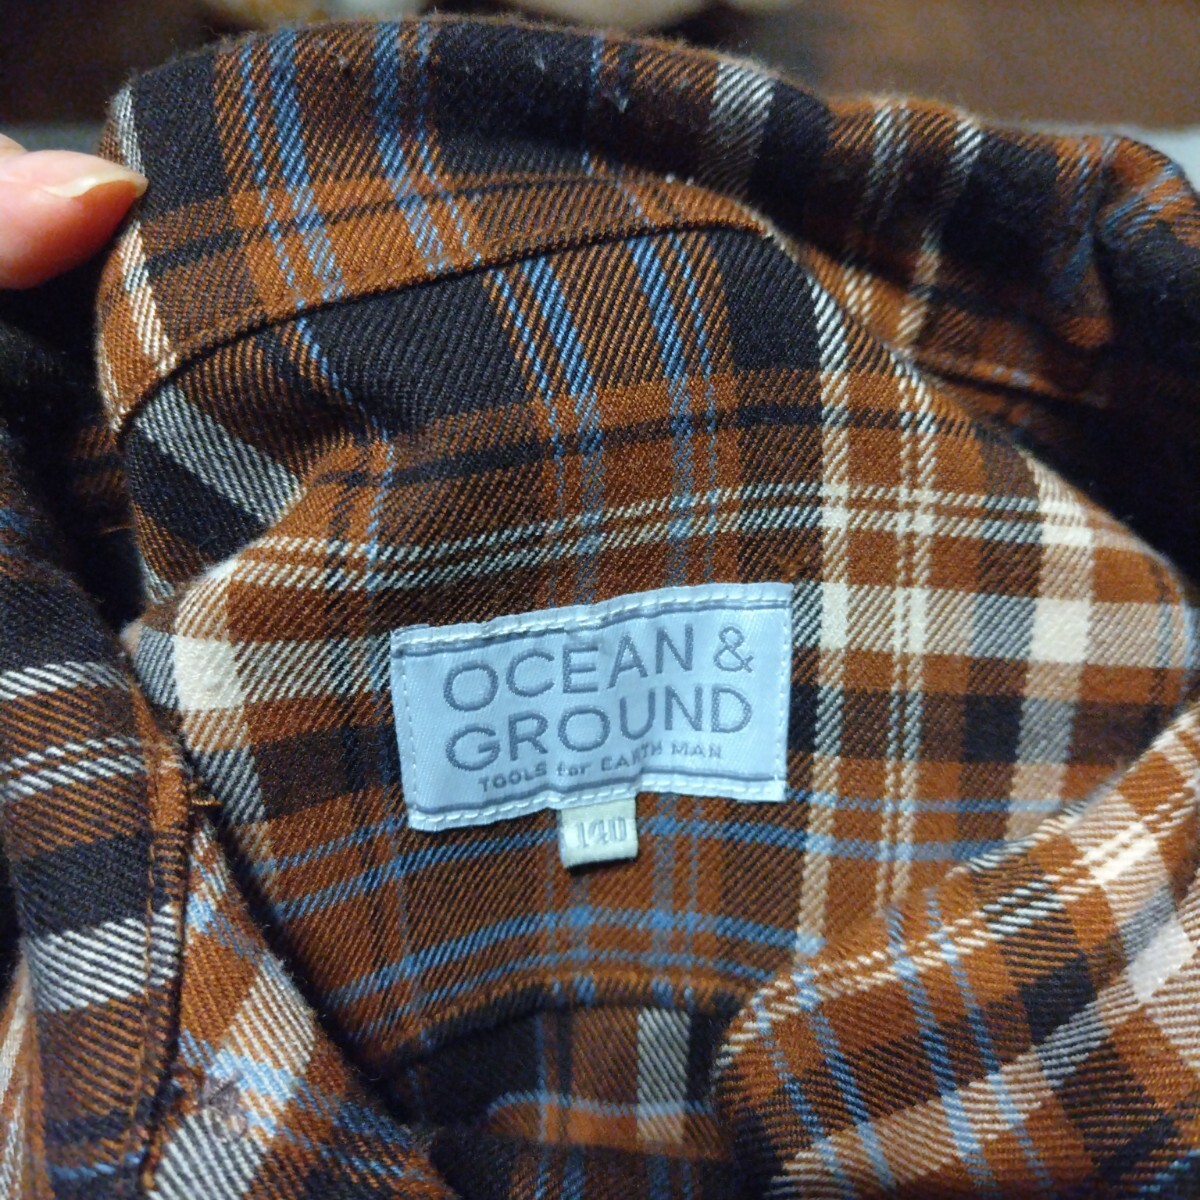 OCEAN &
GROUND
TOOLS for EARTH MAN
140